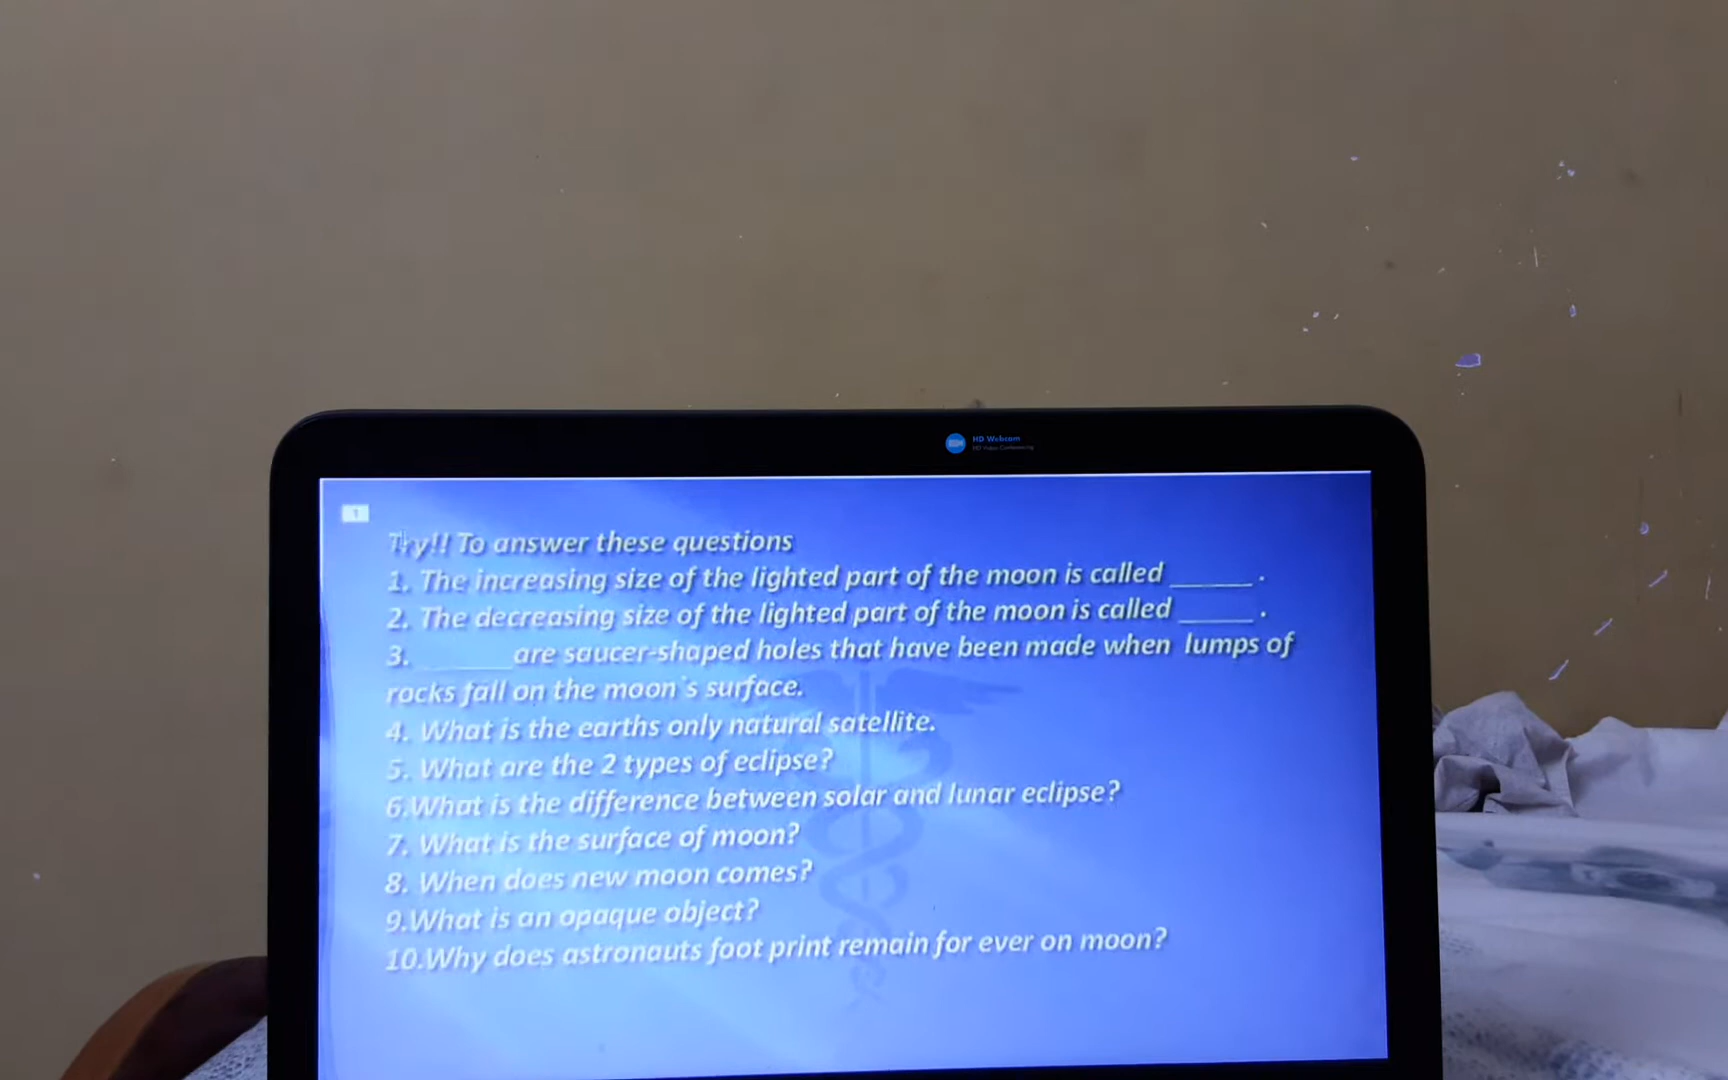 HD Webcam
HD Video Conferencing
1
Try!! To answer these questions
1. The increasing size of the lighted part of the moon is called ______ .
2. The decreasing size of the lighted part of the moon is called ______ .
3. _______ are saucer-shaped holes that have been made when lumps of
rocks fall on the moon`s surface.
4. What is the earths only natural satellite.
5. What are the 2 types of eclipse?
6.What is the difference between solar and lunar eclipse?
7. What is the surface of moon?
8. When does new moon comes?
9.What is an opaque object?
10.Why does astronauts foot print remain for ever on moon?